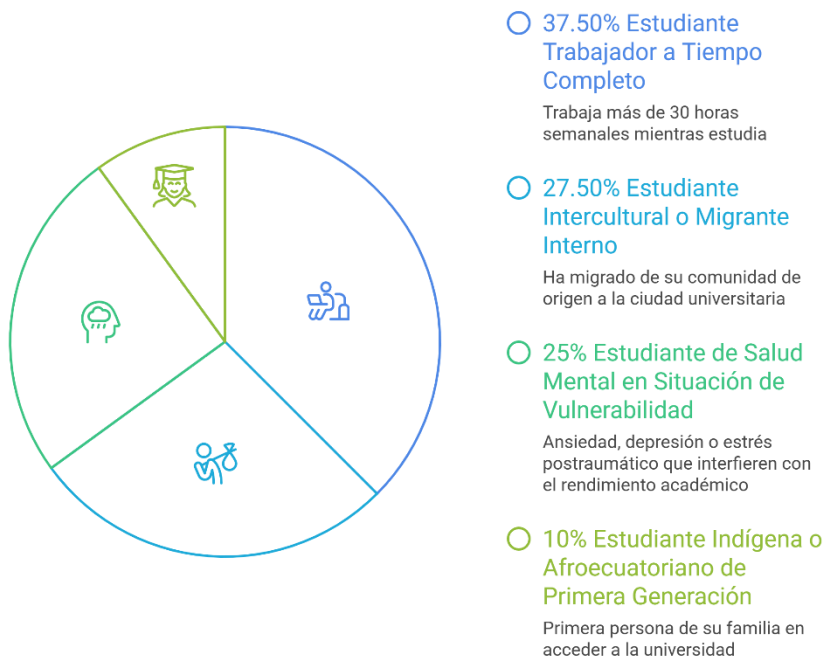 37.50% Estudiante
Trabajador a Tiempo
Completo
Trabaja más de 30 horas
semanales mientras estudia
27.50% Estudiante
Intercultural o Migrante
Interno
Ha migrado de su comunidad de
origen a la ciudad universitaria
25% Estudiante de Salud
Mental en Situación de
Vulnerabilidad
Ansiedad, depresión o estrés
postraumático que interfieren con
el rendimiento académico
10% Estudiante Indígena o
Afroecuatoriano de
Primera Generación
Primera persona de su familia en
acceder a la universidad